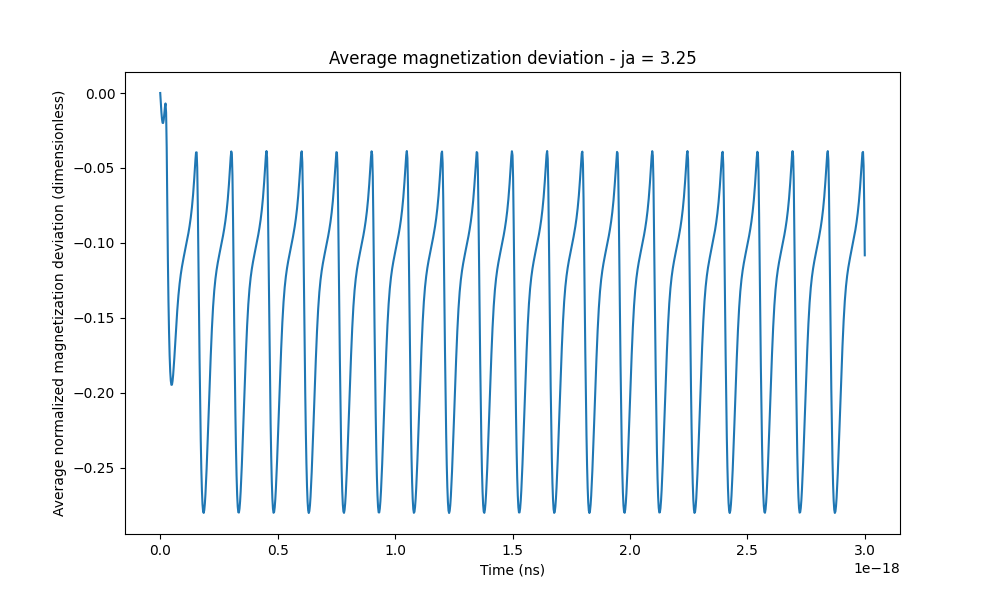 Average magnetization deviation - ja = 3.25
Average normalized magnetization deviation (dimensionless)
0.00
−0.05
−0.10
−0.15
−0.20
−0.25
0.0 0.5 1.0 1.5 2.0 2.5 3.0
1e−18
Time (ns)